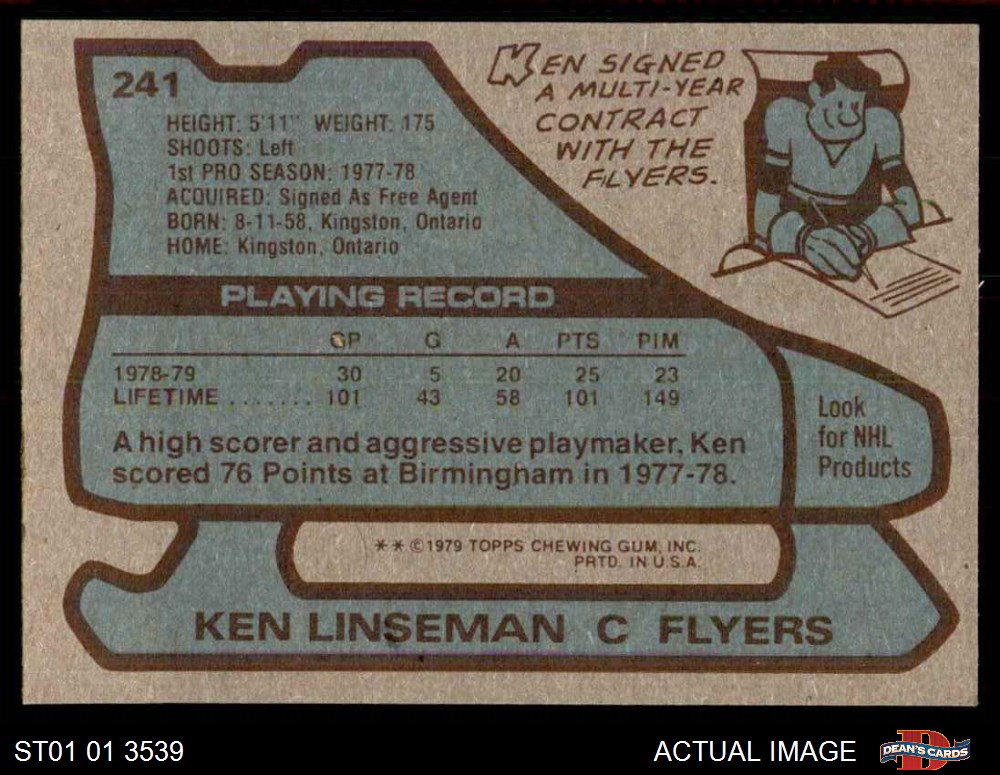 241
HEIGHT: 5'11" WEIGHT: 175
SHOOTS: Left
1st PRO SEASON: 1977-78
ACQUIRED: Signed As Free Agent
BORN: 8-11-58, Kingston, Ontario
HOME: Kingston, Ontario
KEN SIGNED
A MULTI-YEAR
CONTRACT
WITH THE
FLYERS.
PLAYING RECORD
GP G A PTS PIM
1978-79 30 5 20 25 23
LIFETIME ....... 101 43 58 101 149
A high scorer and aggressive playmaker, Ken
scored 76 Points at Birmingham in 1977-78.
Look
for NHL
Products
** ©1979 TOPPS CHEWING GUM, INC.
PRTD. IN U.S.A.
KEN LINSEMAN C FLYERS
ST01 01 3539
ACTUAL IMAGE
D
DEAN'S CARDS